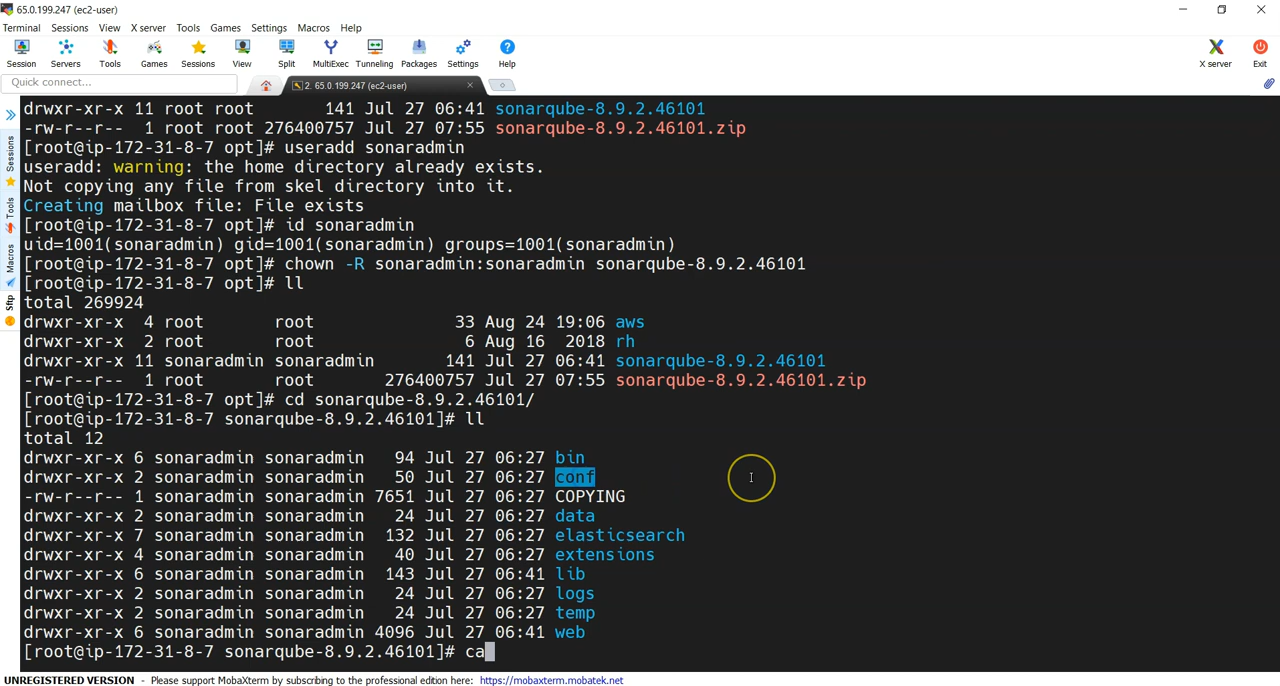 65.0.199.247 (ec2-user)
Terminal Sessions View X server Tools Games Settings Macros Help
Session Servers Tools Games Sessions View Split MultiExec Tunneling Packages Settings Help X server Exit
Quick connect... 2. 65.0.199.247 (ec2-user)
Sessions
Tools
Macros
Sftp
drwxr-xr-x 11 root root 141 Jul 27 06:41 sonarqube-8.9.2.46101
-rw-r--r-- 1 root root 276400757 Jul 27 07:55 sonarqube-8.9.2.46101.zip
[root@ip-172-31-8-7 opt]# useradd sonaradmin
useradd: warning: the home directory already exists.
Not copying any file from skel directory into it.
Creating mailbox file: File exists
[root@ip-172-31-8-7 opt]# id sonaradmin
uid=1001(sonaradmin) gid=1001(sonaradmin) groups=1001(sonaradmin)
[root@ip-172-31-8-7 opt]# chown -R sonaradmin:sonaradmin sonarqube-8.9.2.46101
[root@ip-172-31-8-7 opt]# ll
total 269924
drwxr-xr-x 4 root root 33 Aug 24 19:06 aws
drwxr-xr-x 2 root root 6 Aug 16 2018 rh
drwxr-xr-x 11 sonaradmin sonaradmin 141 Jul 27 06:41 sonarqube-8.9.2.46101
-rw-r--r-- 1 root root 276400757 Jul 27 07:55 sonarqube-8.9.2.46101.zip
[root@ip-172-31-8-7 opt]# cd sonarqube-8.9.2.46101/
[root@ip-172-31-8-7 sonarqube-8.9.2.46101]# ll
total 12
drwxr-xr-x 6 sonaradmin sonaradmin 94 Jul 27 06:27 bin
drwxr-xr-x 2 sonaradmin sonaradmin 50 Jul 27 06:27 conf
-rw-r--r-- 1 sonaradmin sonaradmin 7651 Jul 27 06:27 COPYING
drwxr-xr-x 2 sonaradmin sonaradmin 24 Jul 27 06:27 data
drwxr-xr-x 7 sonaradmin sonaradmin 132 Jul 27 06:27 elasticsearch
drwxr-xr-x 4 sonaradmin sonaradmin 40 Jul 27 06:27 extensions
drwxr-xr-x 6 sonaradmin sonaradmin 143 Jul 27 06:41 lib
drwxr-xr-x 2 sonaradmin sonaradmin 24 Jul 27 06:27 logs
drwxr-xr-x 2 sonaradmin sonaradmin 24 Jul 27 06:27 temp
drwxr-xr-x 6 sonaradmin sonaradmin 4096 Jul 27 06:41 web
[root@ip-172-31-8-7 sonarqube-8.9.2.46101]# ca
UNREGISTERED VERSION - Please support MobaXterm by subscribing to the professional edition here: https://mobaxterm.mobatek.net